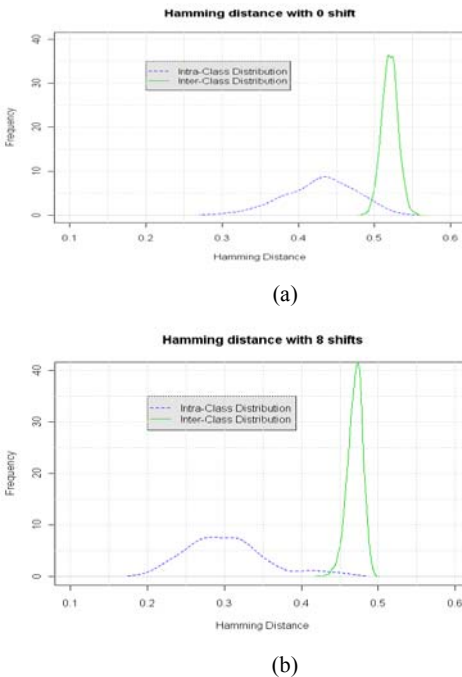 Hamming distance with 0 shift
Frequency
40
30
20
10
0
Intra-Class Distribution
Inter-Class Distribution
0.1 0.2 0.3 0.4 0.5 0.6
Hamming Distance
(a)
Hamming distance with 8 shifts
Frequency
40
30
20
10
0
Intra-Class Distribution
Inter-Class Distribution
0.1 0.2 0.3 0.4 0.5 0.6
Hamming Distance
(b)